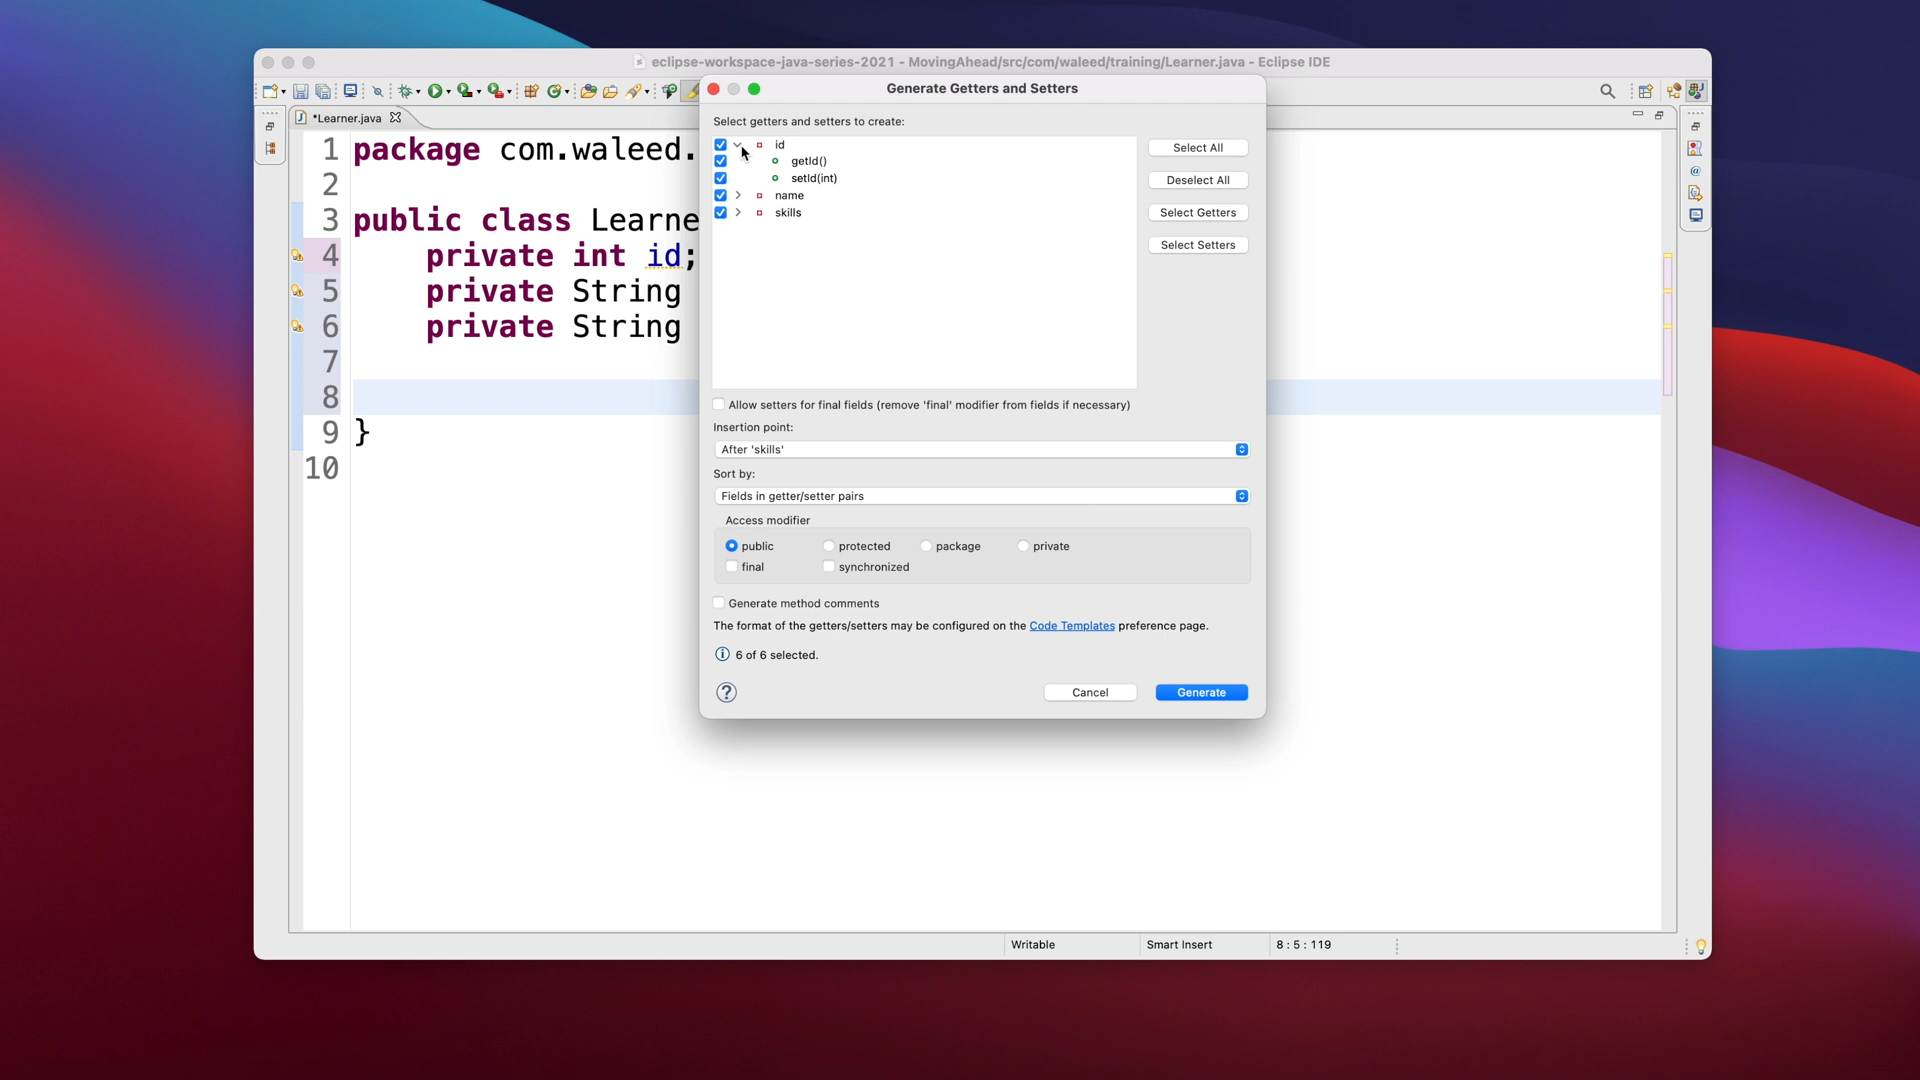 eclipse-workspace-java-series-2021 - MovingAhead/src/com/waleed/training/Learner.java - Eclipse IDE
*Learner.java
1 package com.waleed.
2
3 public class Learne
4 private int id;
5 private String
6 private String
7
8
9 }
10
Generate Getters and Setters
Select getters and setters to create:
id
getId()
setId(int)
name
skills
Select All
Deselect All
Select Getters
Select Setters
Allow setters for final fields (remove 'final' modifier from fields if necessary)
Insertion point:
After 'skills'
Sort by:
Fields in getter/setter pairs
Access modifier
public protected package private
final synchronized
Generate method comments
The format of the getters/setters may be configured on the Code Templates preference page.
6 of 6 selected.
? Cancel Generate
Writable Smart Insert 8 : 5 : 119